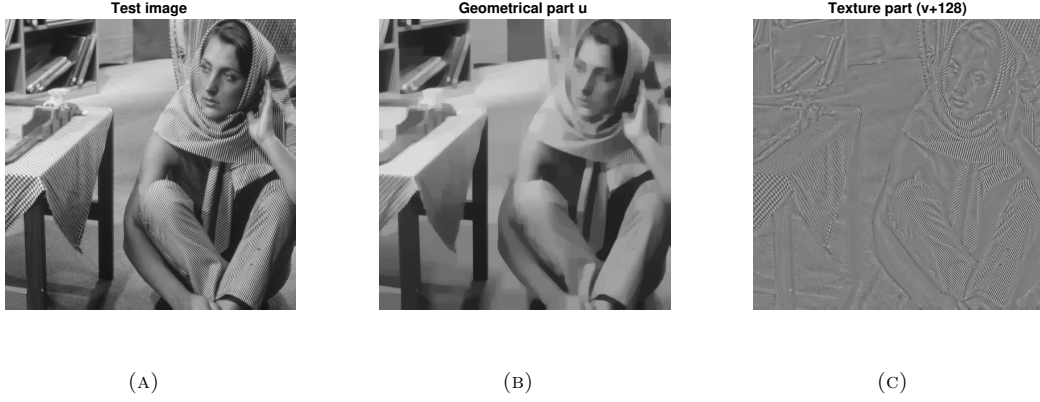 Test image
Geometrical part u
Texture part (v+128)
(A)
(B)
(C)